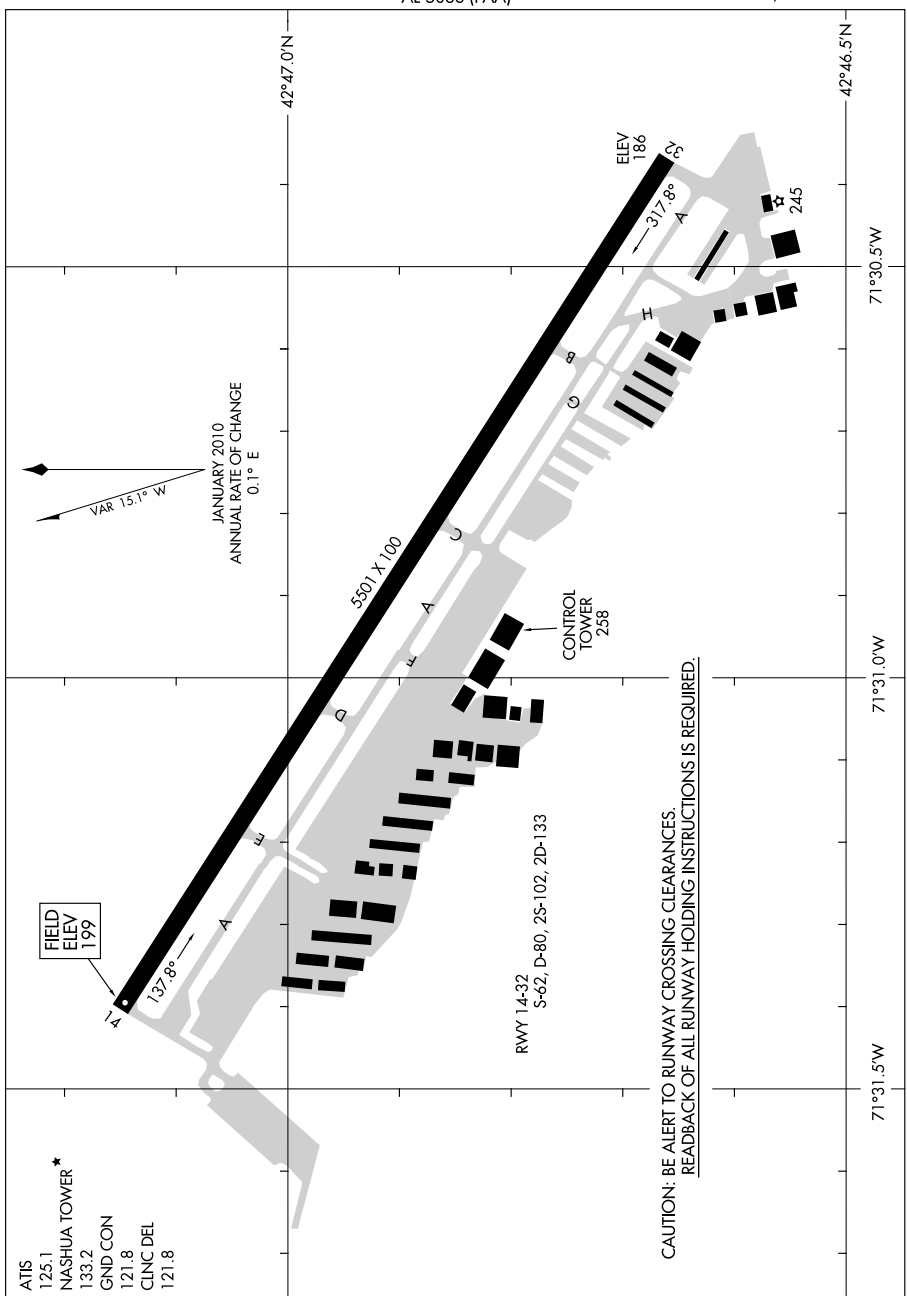 AL-5080 (FAA)
ATIS
125.1
NASHUA TOWER★
133.2
GND CON
121.8
CLNC DEL
121.8
FIELD
ELEV
199
14
137.8°
A
E
D
F
A
C
5501 X 100
VAR 15.1° W
JANUARY 2010
ANNUAL RATE OF CHANGE
0.1° E
G
B
H
A
317.8°
ELEV
186
32
245
CONTROL
TOWER
258
RWY 14-32
S-62, D-80, 2S-102, 2D-133
CAUTION: BE ALERT TO RUNWAY CROSSING CLEARANCES.
READBACK OF ALL RUNWAY HOLDING INSTRUCTIONS IS REQUIRED.
42°47.0'N
42°46.5'N
71°31.5'W
71°31.0'W
71°30.5'W